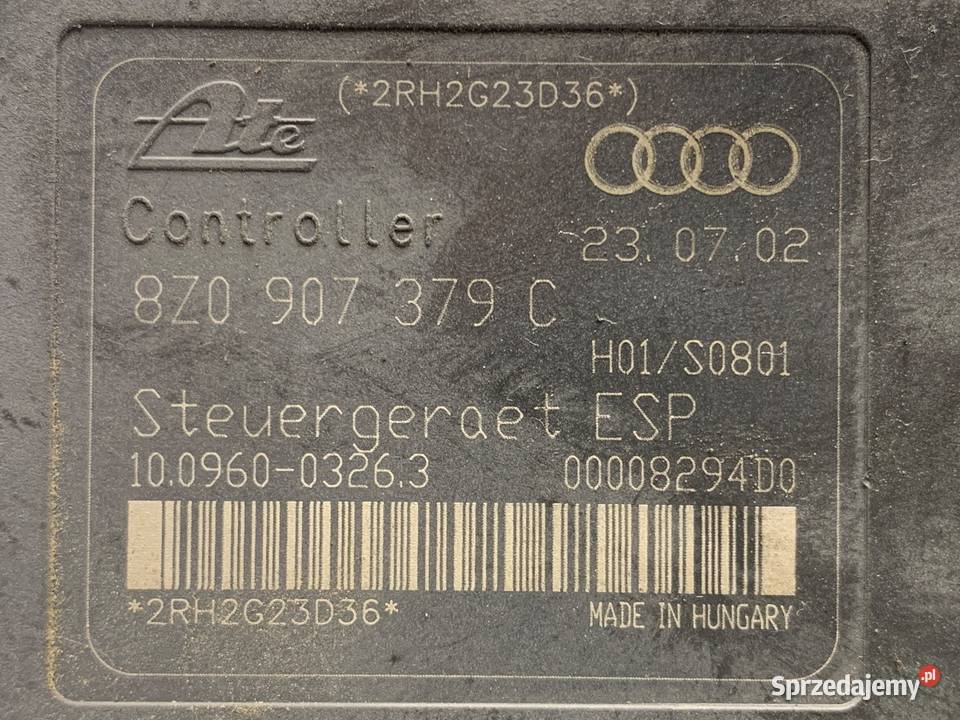 (*2RH2G23D36*)
Ate
Controller
23.07.02
8Z0 907 379 C
H01/S0801
Steuergeraet ESP
10.0960-0326.3 00008294D0
*2RH2G23D36* MADE IN HUNGARY
Sprzedajemy.pl